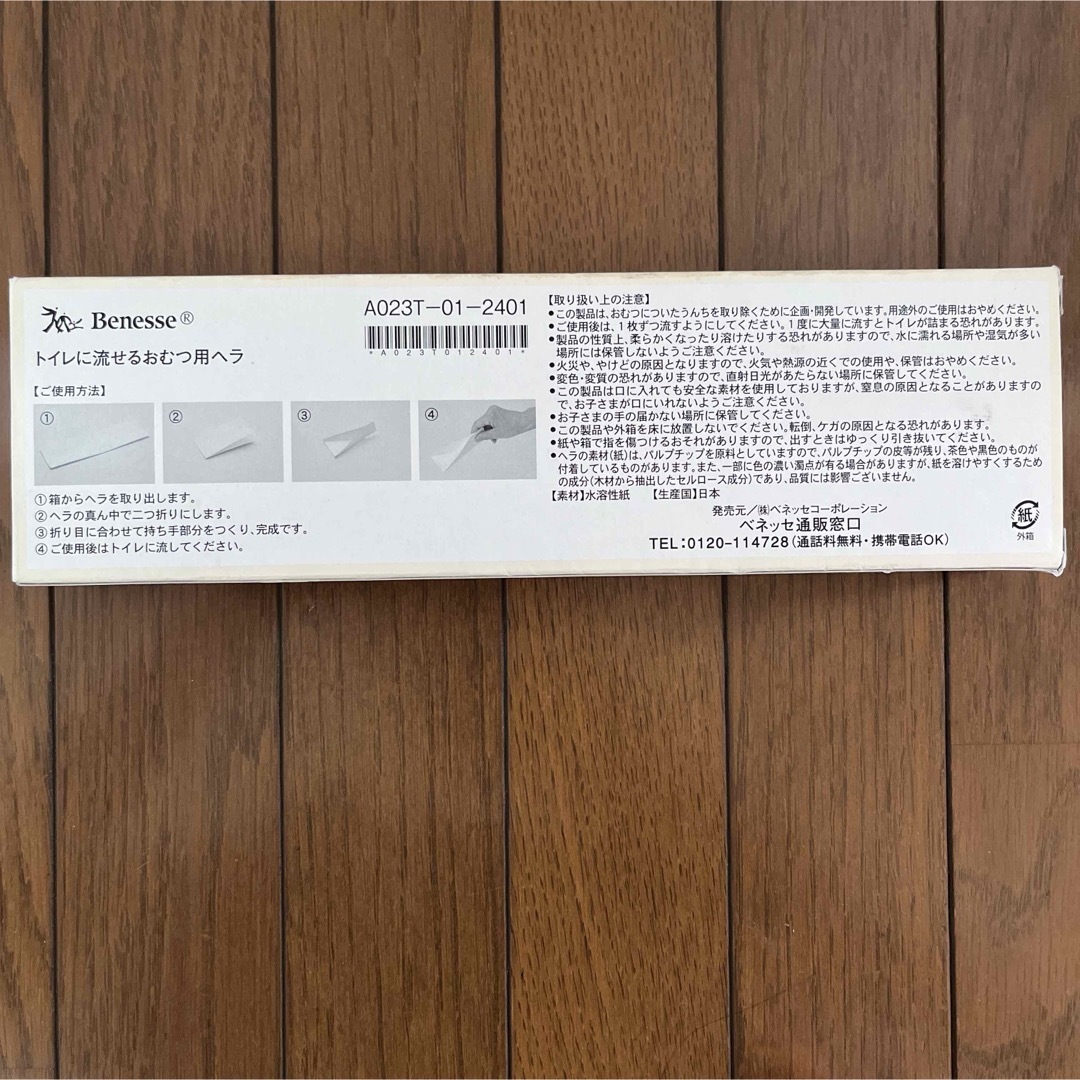 Benesse®
トイレに流せるおむつ用ヘラ
A023T-01-2401
*A023T012401*
【ご使用方法】
① ② ③ ④
①箱からヘラを取り出します。
②ヘラの真ん中で二つ折りにします。
③折り目に合わせて持ち手部分をつくり、完成です。
④ご使用後はトイレに流してください。
【取り扱い上の注意】
●この製品は、おむつについたうんちを取り除くために企画・開発しています。用途外のご使用はおやめください。
●ご使用後は、1枚ずつ流すようにしてください。1度に大量に流すとトイレが詰まる恐れがあります。
●製品の性質上、柔らかくなったり溶けたりする恐れがありますので、水に濡れる場所や湿気が多い
場所には保管しないようご注意ください。
●火災や、やけどの原因となりますので、火気や熱源の近くでの使用や、保管はおやめください。
●変色・変質の恐れがありますので、直射日光があたらない場所に保管してください。
●この製品は口に入れても安全な素材を使用しておりますが、窒息の原因となることがありますの
で、お子さまが口にいれないようご注意ください。
●お子さまの手の届かない場所に保管してください。
●この製品や外箱を床に放置しないでください。転倒、ケガの原因となる恐れがあります。
●紙や箱で指を傷つけるおそれがありますので、出すときはゆっくり引き抜いてください。
●ヘラの素材(紙)は、パルプチップを原料としていますので、パルプチップの皮等が残り、茶色や黒色のものが
付着しているものがあります。また、一部に色の濃い濁点が有る場合がありますが、紙を溶けやすくするため
の成分(木材から抽出したセルロース成分)であり、品質には影響ございません。
【素材】水溶性紙 【生産国】日本
発売元/㈱ベネッセコーポレーション
ベネッセ通販窓口
TEL:0120-114728(通話料無料・携帯電話OK)
紙
外箱